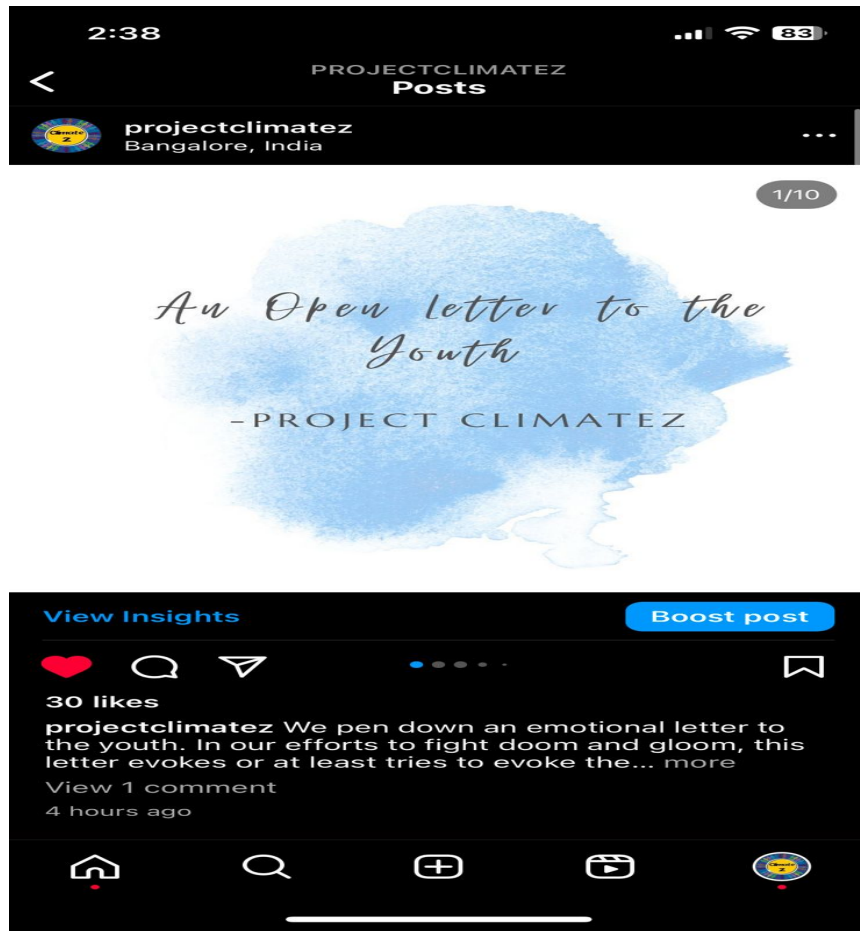 2:38
83
PROJECTCLIMATEZ
Posts
Climate
Z
projectclimatez
Bangalore, India
1/10
An Open letter to the
Youth
-PROJECT CLIMATEZ
View Insights
Boost post
30 likes
projectclimatez We pen down an emotional letter to
the youth. In our efforts to fight doom and gloom, this
letter evokes or at least tries to evoke the... more
View 1 comment
4 hours ago
Climate
Z